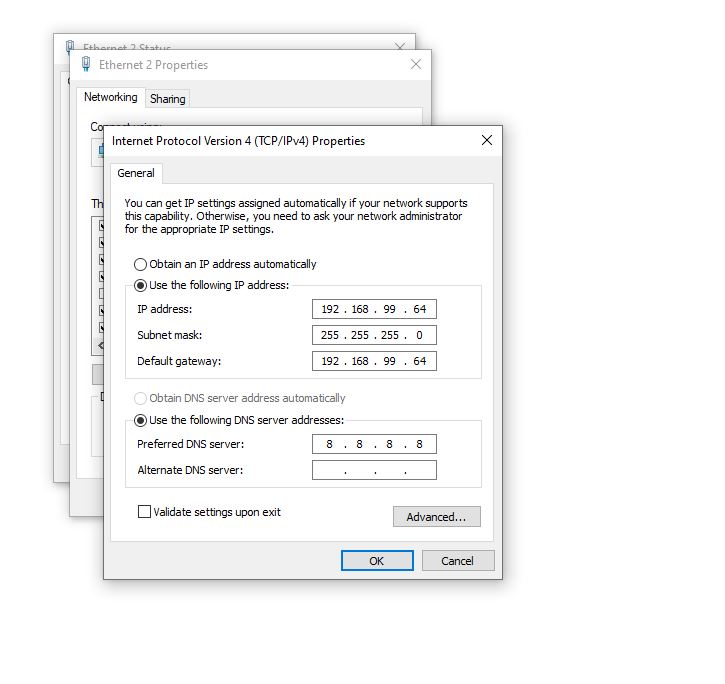 Ethernet 2 Status
Ethernet 2 Properties
Networking
Sharing
Internet Protocol Version 4 (TCP/IPv4) Properties
General
You can get IP settings assigned automatically if your network supports
this capability. Otherwise, you need to ask your network administrator
for the appropriate IP settings.
Obtain an IP address automatically
Use the following IP address:
IP address: 192 . 168 . 99 . 64
Subnet mask: 255 . 255 . 255 . 0
Default gateway: 192 . 168 . 99 . 64
Obtain DNS server address automatically
Use the following DNS server addresses:
Preferred DNS server: 8 . 8 . 8 . 8
Alternate DNS server: . . .
Validate settings upon exit
Advanced...
OK
Cancel